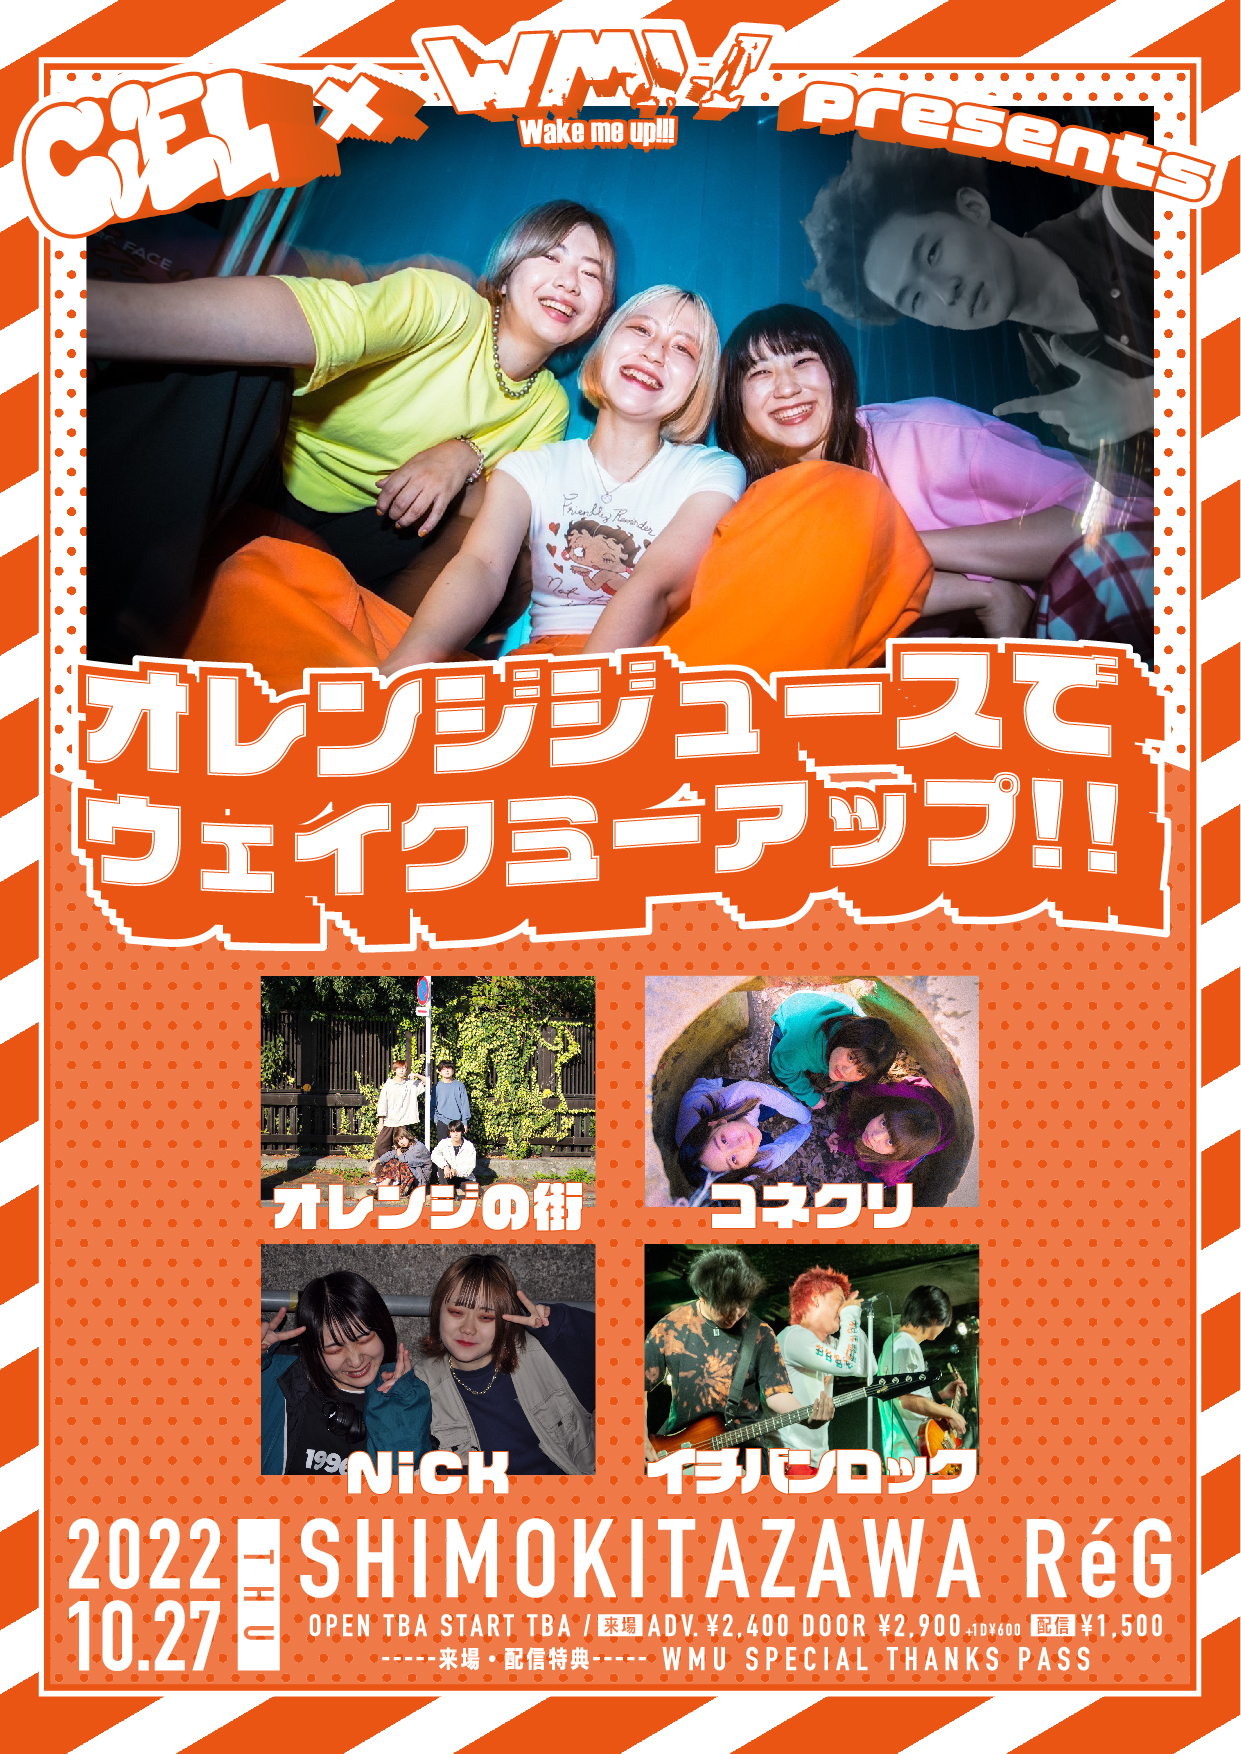 CiEL × WMU!! presents
Wake me up!!!
FACE
Friendly Reminder
オレンジジュースで
ウェイクミーアップ!!
オレンジの街
コネクリ
1996
NiCK
イチバンロック
2022
10.27
THU
SHIMOKITAZAWA RéG
OPEN TBA START TBA / 来場 ADV. ¥2,400 DOOR ¥2,900 +1D¥600 配信 ¥1,500
-----来場・配信特典----- WMU SPECIAL THANKS PASS